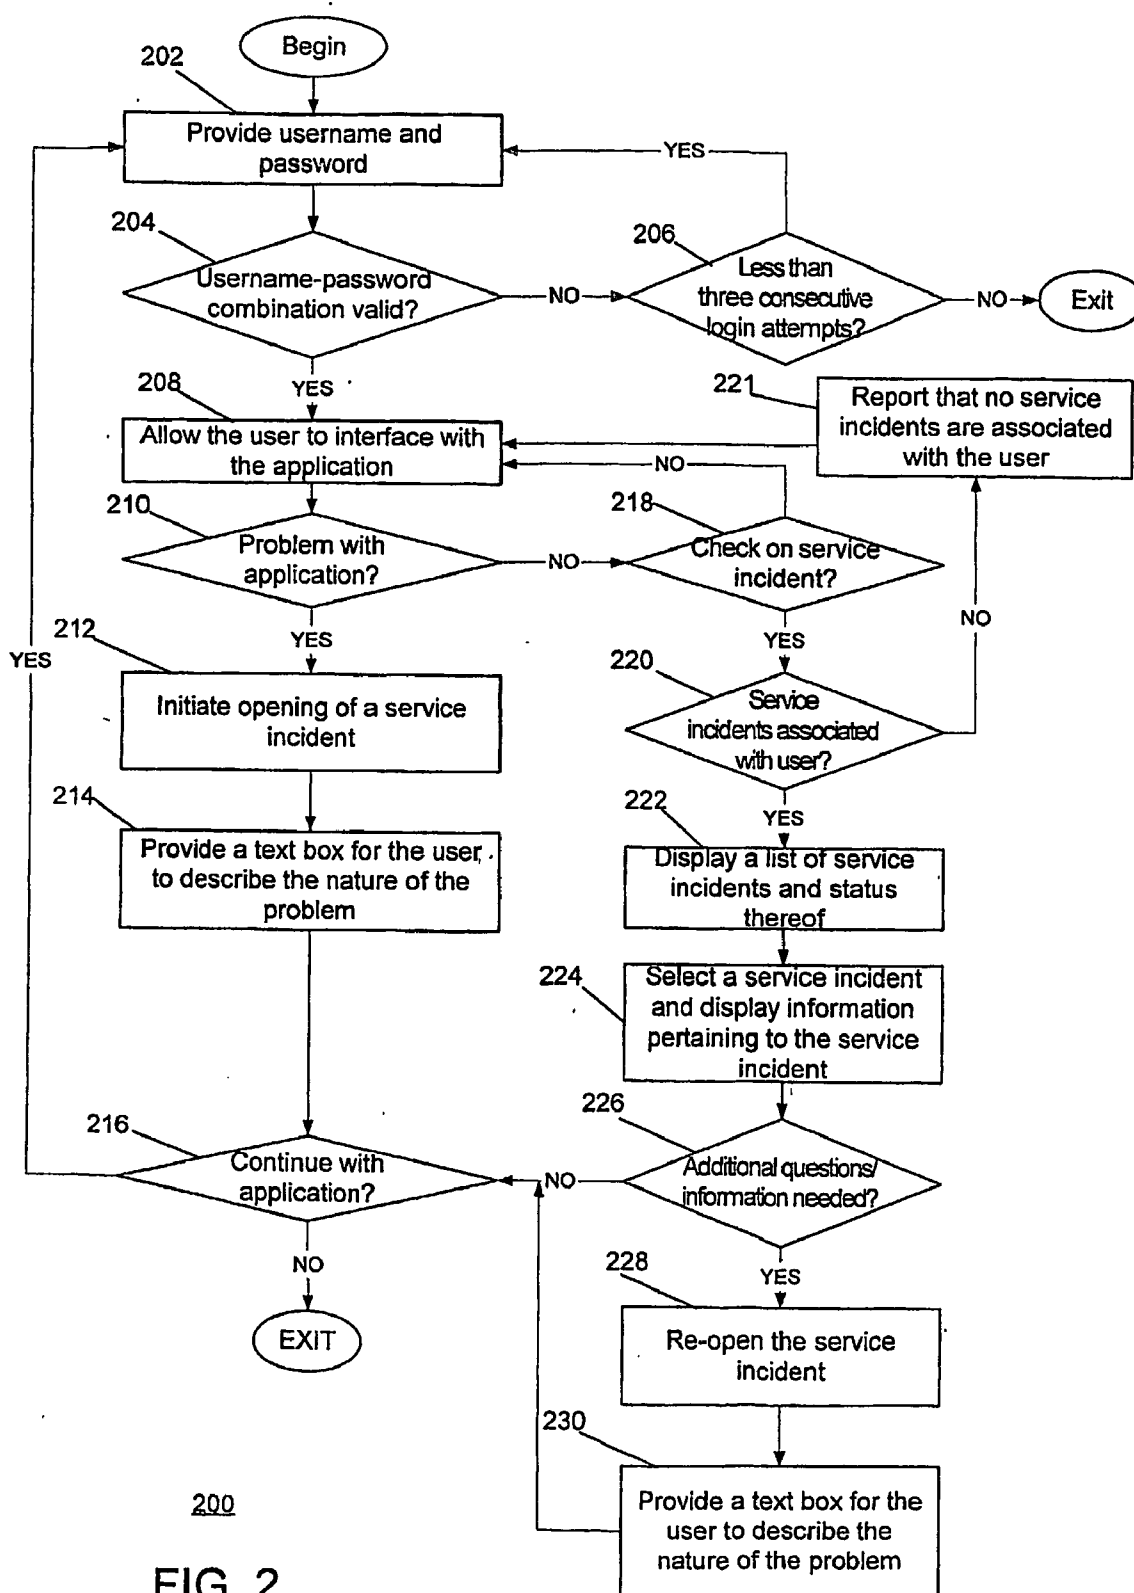 Begin
202
Provide username and
password
YES
204
Username-password
combination valid?
NO
206
Less than
three consecutive
login attempts?
NO
Exit
YES
208
Allow the user to interface with
the application
221
Report that no service
incidents are associated
with the user
NO
210
Problem with
application?
NO
218
Check on service
incident?
YES
YES
NO
212
Initiate opening of a service
incident
YES
220
Service
incidents associated
with user?
214
Provide a text box for the user
to describe the nature of the
problem
YES
222
Display a list of service
incidents and status
thereof
224
Select a service incident
and display information
pertaining to the service
incident
216
Continue with
application?
NO
226
Additional questions/
information needed?
NO
EXIT
YES
228
Re-open the service
incident
230
Provide a text box for the
user to describe the
nature of the problem
200
FIG. 2